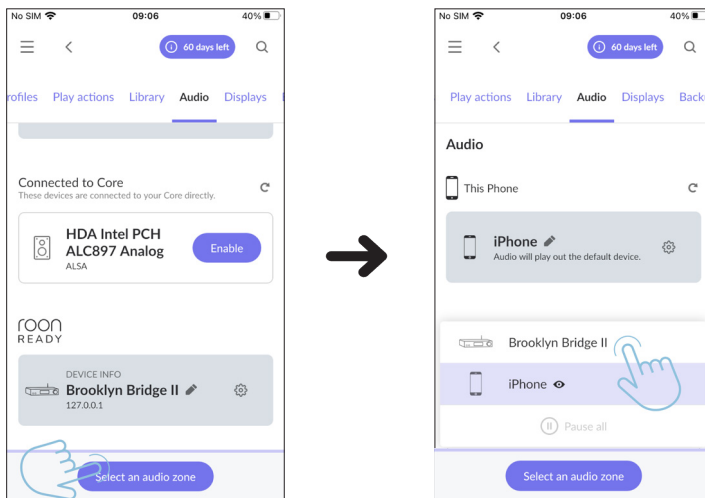 No SIM 09:06 40%
60 days left
rofiles Play actions Library Audio Displays
Connected to Core
These devices are connected to your Core directly.
HDA Intel PCH
ALC897 Analog
ALSA
Enable
roon
READY
DEVICE INFO
Brooklyn Bridge II
127.0.0.1
Select an audio zone
No SIM 09:06 40%
60 days left
Play actions Library Audio Displays Back
Audio
This Phone
iPhone
Audio will play out the default device.
Brooklyn Bridge II
iPhone
Pause all
Select an audio zone